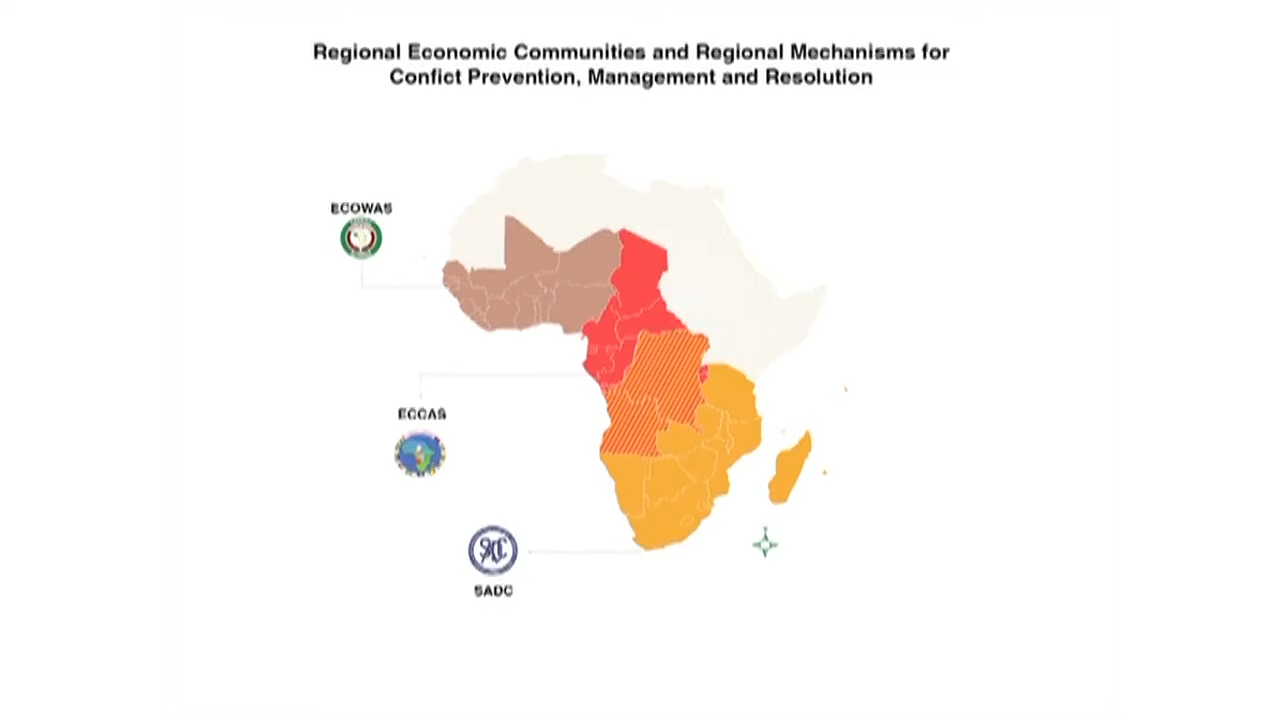 Regional Economic Communities and Regional Mechanisms for
Confict Prevention, Management and Resolution
ECOWAS
ECCAS
SADC